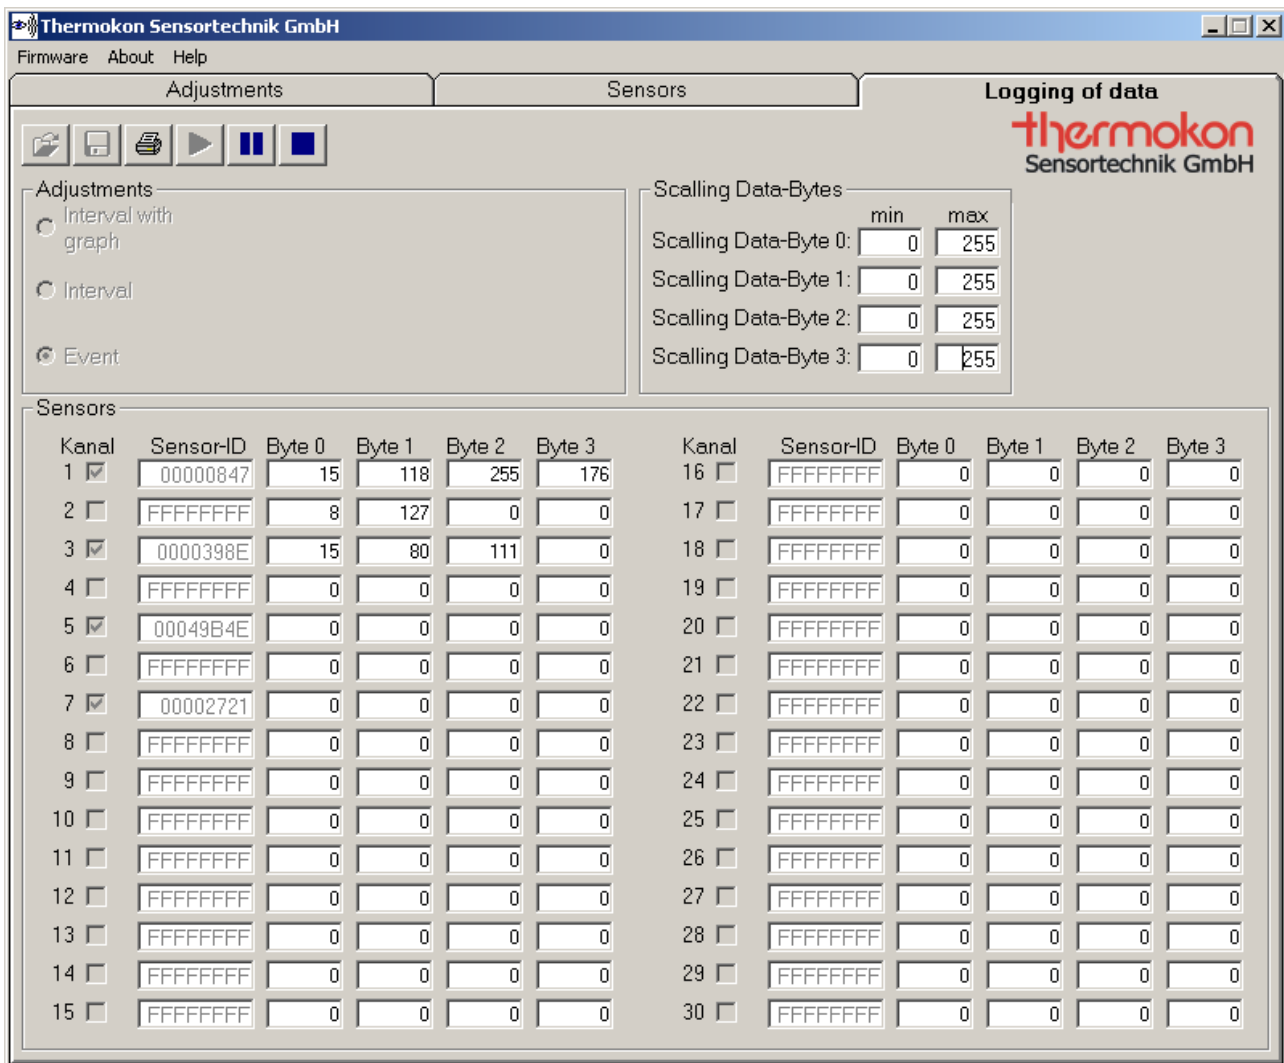 Thermokon Sensortechnik GmbH
Firmware About Help
Adjustments Sensors Logging of data
thermokon
Sensortechnik GmbH
Adjustments
Interval with
graph
Interval
Event
Scalling Data-Bytes
min max
Scalling Data-Byte 0: 0 255
Scalling Data-Byte 1: 0 255
Scalling Data-Byte 2: 0 255
Scalling Data-Byte 3: 0 255
Sensors
Kanal Sensor-ID Byte 0 Byte 1 Byte 2 Byte 3 Kanal Sensor-ID Byte 0 Byte 1 Byte 2 Byte 3
1 00000847 15 118 255 176 16 FFFFFFFF 0 0 0 0
2 FFFFFFFF 8 127 0 0 17 FFFFFFFF 0 0 0 0
3 0000398E 15 80 111 0 18 FFFFFFFF 0 0 0 0
4 FFFFFFFF 0 0 0 0 19 FFFFFFFF 0 0 0 0
5 00049B4E 0 0 0 0 20 FFFFFFFF 0 0 0 0
6 FFFFFFFF 0 0 0 0 21 FFFFFFFF 0 0 0 0
7 00002721 0 0 0 0 22 FFFFFFFF 0 0 0 0
8 FFFFFFFF 0 0 0 0 23 FFFFFFFF 0 0 0 0
9 FFFFFFFF 0 0 0 0 24 FFFFFFFF 0 0 0 0
10 FFFFFFFF 0 0 0 0 25 FFFFFFFF 0 0 0 0
11 FFFFFFFF 0 0 0 0 26 FFFFFFFF 0 0 0 0
12 FFFFFFFF 0 0 0 0 27 FFFFFFFF 0 0 0 0
13 FFFFFFFF 0 0 0 0 28 FFFFFFFF 0 0 0 0
14 FFFFFFFF 0 0 0 0 29 FFFFFFFF 0 0 0 0
15 FFFFFFFF 0 0 0 0 30 FFFFFFFF 0 0 0 0